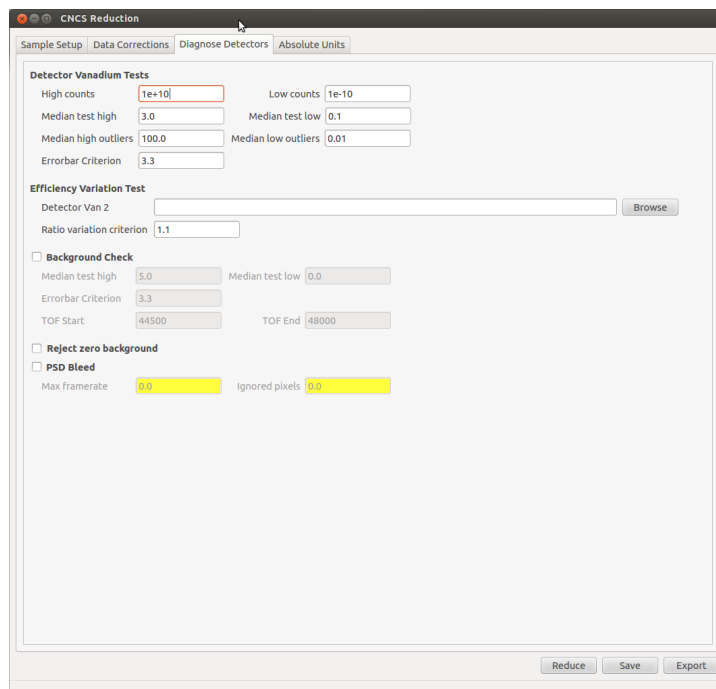 CNCS Reduction
Sample Setup Data Corrections Diagnose Detectors Absolute Units
Detector Vanadium Tests
High counts 1e+10 Low counts 1e-10
Median test high 3.0 Median test low 0.1
Median high outliers 100.0 Median low outliers 0.01
Errorbar Criterion 3.3
Efficiency Variation Test
Detector Van 2 Browse
Ratio variation criterion 1.1
Background Check
Median test high 5.0 Median test low 0.0
Errorbar Criterion 3.3
TOF Start 44500 TOF End 48000
Reject zero background
PSD Bleed
Max framerate 0.0 Ignored pixels 0.0
Reduce Save Export